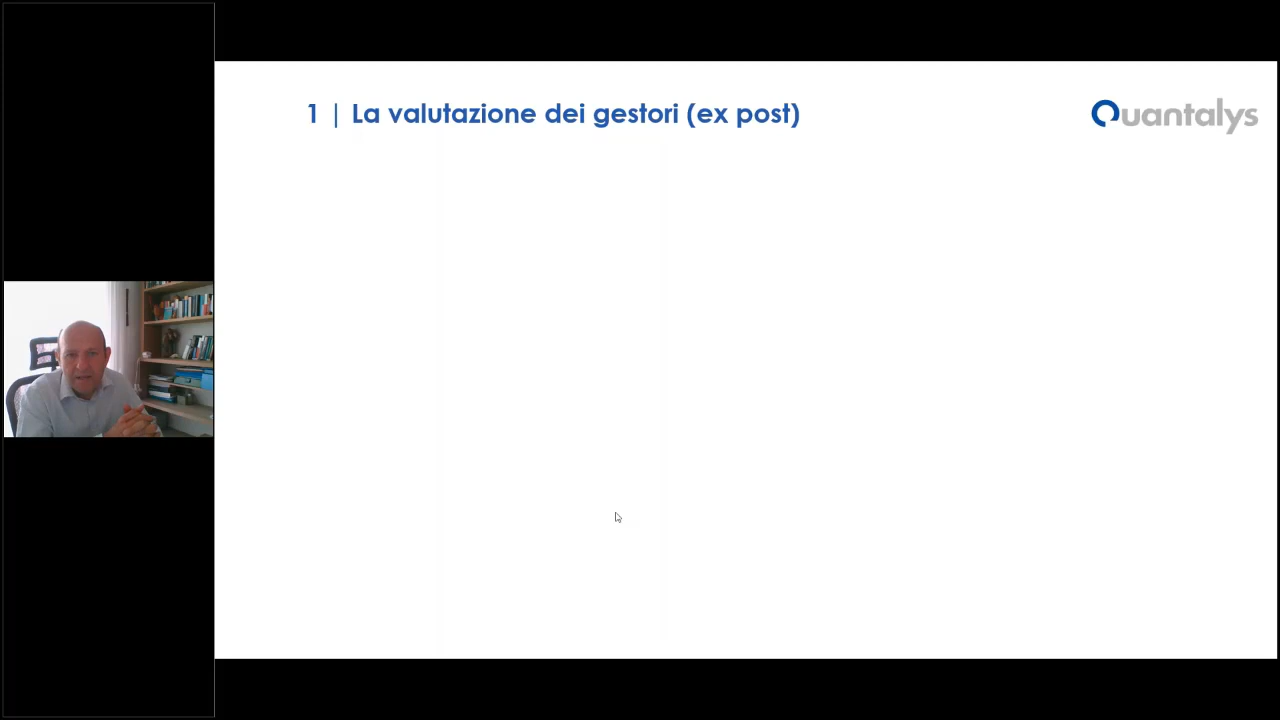 1 | La valutazione dei gestori (ex post)
Quantalys